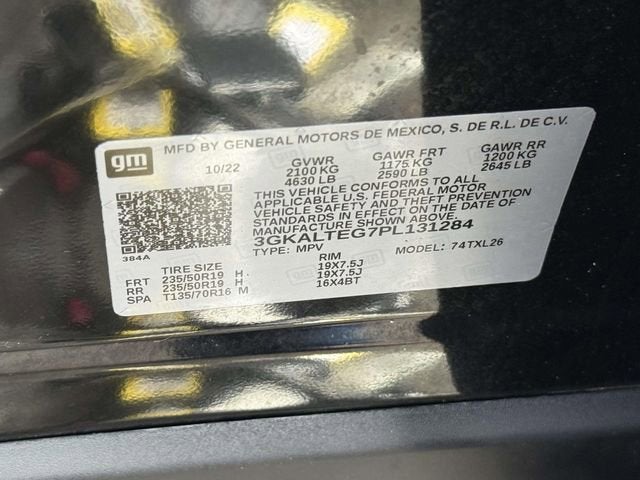 gm
MFD BY GENERAL MOTORS DE MEXICO, S. DE R.L. DE C.V.
10/22
GVWR GAWR FRT GAWR RR
2100 KG 1175 KG 1200 KG
4630 LB 2590 LB 2645 LB
THIS VEHICLE CONFORMS TO ALL
APPLICABLE U.S. FEDERAL MOTOR
VEHICLE SAFETY AND THEFT PREVENTION
STANDARDS IN EFFECT ON THE DATE OF
MANUFACTURE SHOWN ABOVE.
3GKALTEG7PL131284
384A
TYPE: MPV MODEL: 74TXL26
TIRE SIZE RIM
FRT 235/50R19 H 19X7.5J
RR 235/50R19 H 19X7.5J
SPA T135/70R16 M 16X4BT